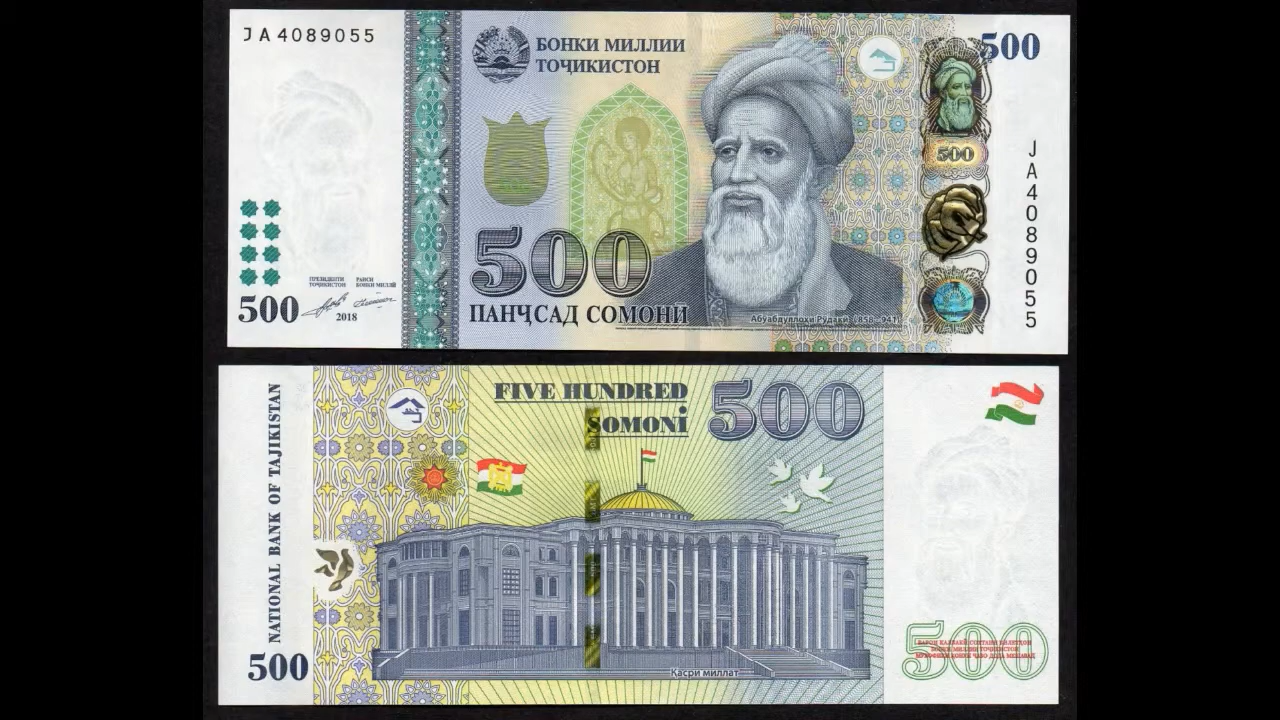 JA4089055
БОНКИ МИЛЛИИ
ТОҶИКИСТОН
500
500
JA4089055
500
ПАНҶСАД СОМОНӢ
ПРЕЗИДЕНТИ
ТОҶИКИСТОН
РАИСИ
БОНКИ МИЛЛӢ
500
2018
Абуабдуллоҳи Рӯдакӣ (858–941)
NATIONAL BANK OF TAJIKISTAN
FIVE HUNDRED
SOMONi
500
500
Қасри миллат
500